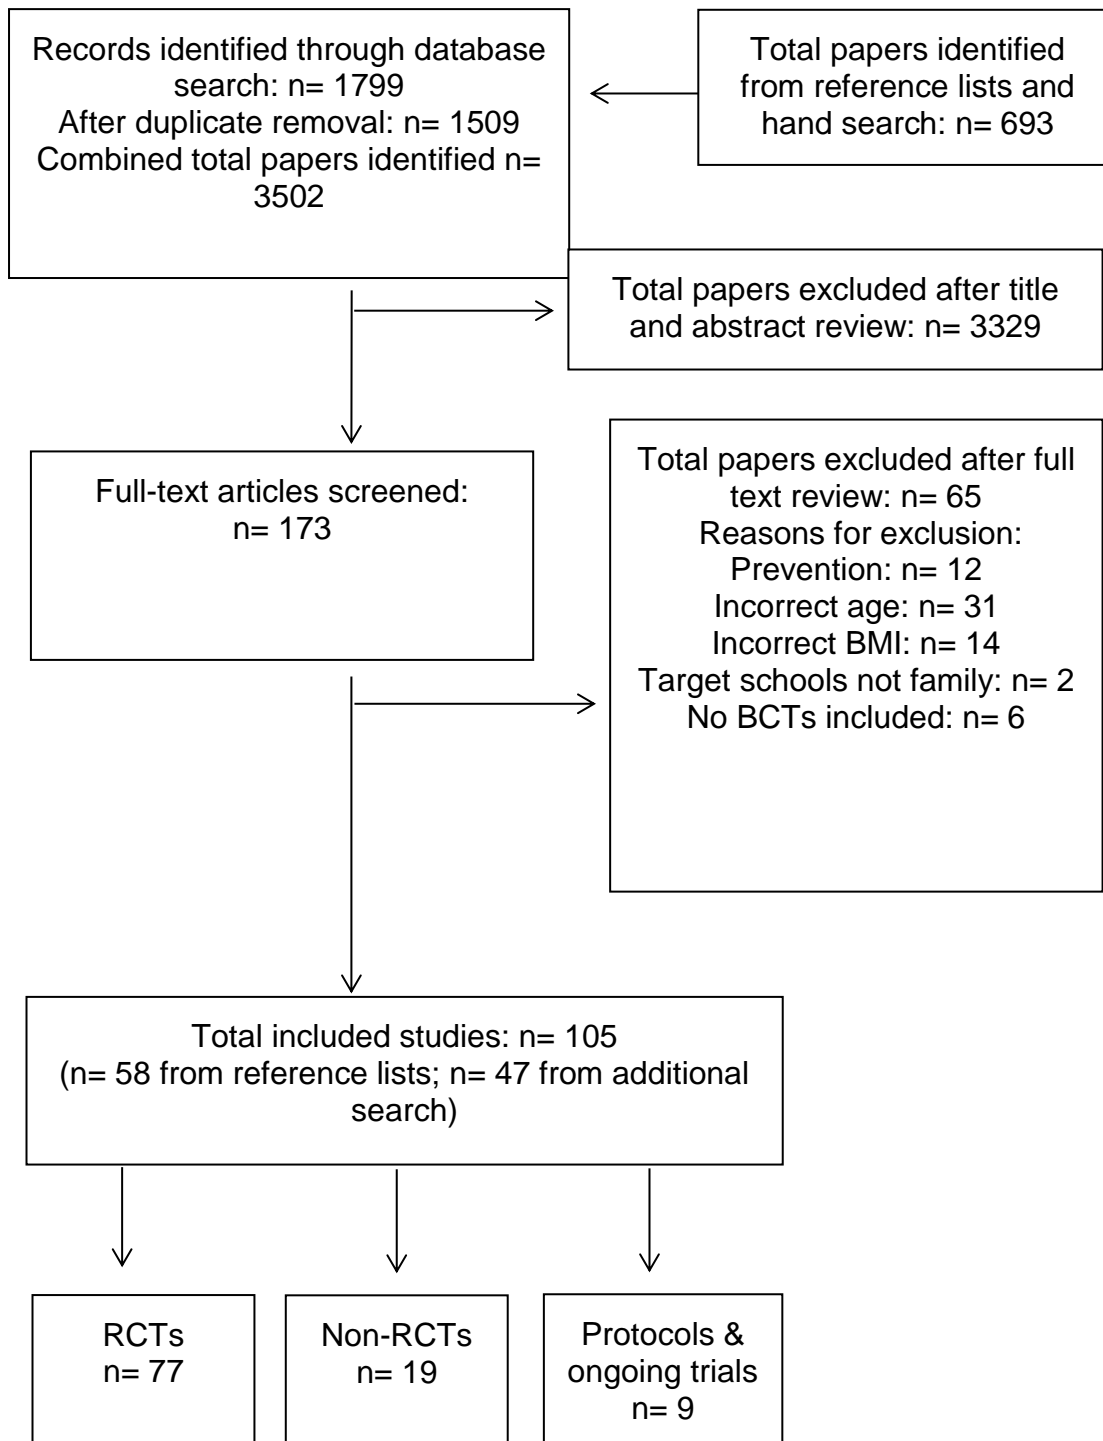 Records identified through database
search: n= 1799
After duplicate removal: n= 1509
Combined total papers identified n=
3502
Total papers identified
from reference lists and
hand search: n= 693
Total papers excluded after title
and abstract review: n= 3329
Full-text articles screened:
n= 173
Total papers excluded after full
text review: n= 65
Reasons for exclusion:
Prevention: n= 12
Incorrect age: n= 31
Incorrect BMI: n= 14
Target schools not family: n= 2
No BCTs included: n= 6
Total included studies: n= 105
(n= 58 from reference lists; n= 47 from additional
search)
RCTs
n= 77
Non-RCTs
n= 19
Protocols &
ongoing trials
n= 9